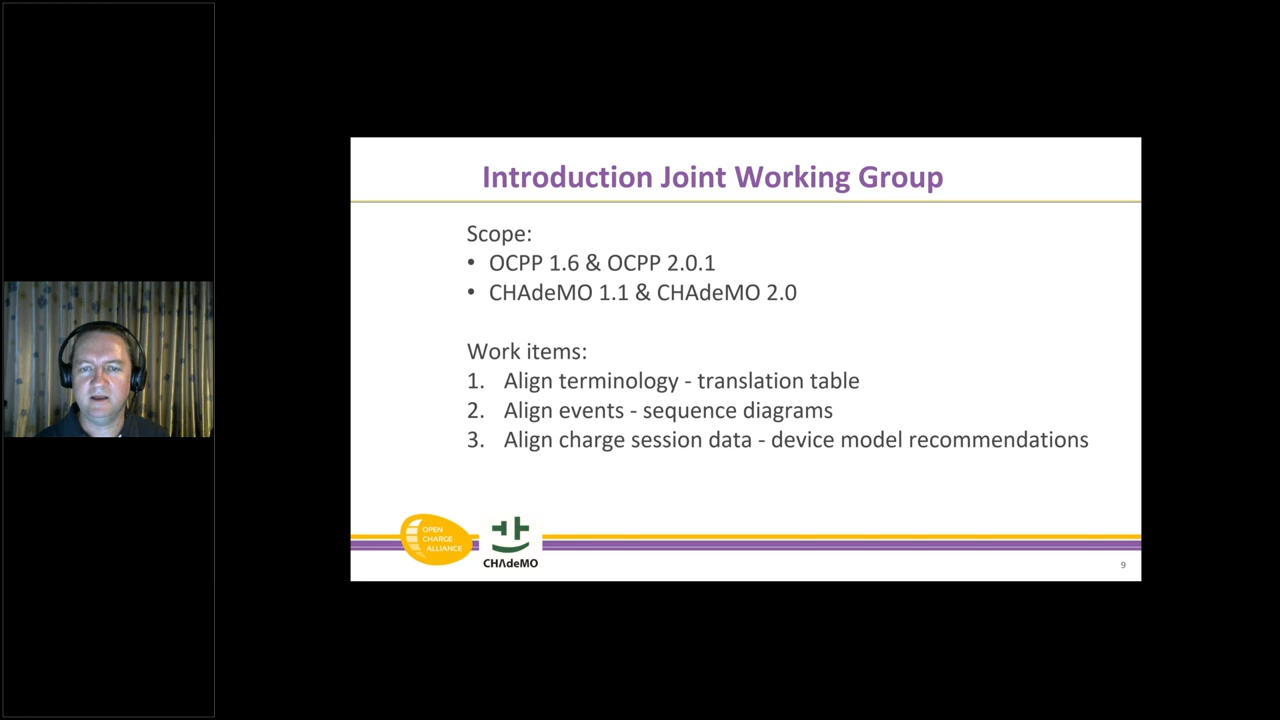 Introduction Joint Working Group
Scope:
• OCPP 1.6 & OCPP 2.0.1
• CHAdeMO 1.1 & CHAdeMO 2.0
Work items:
1. Align terminology - translation table
2. Align events - sequence diagrams
3. Align charge session data - device model recommendations
OPEN
CHARGE
ALLIANCE
CHAdeMO
9